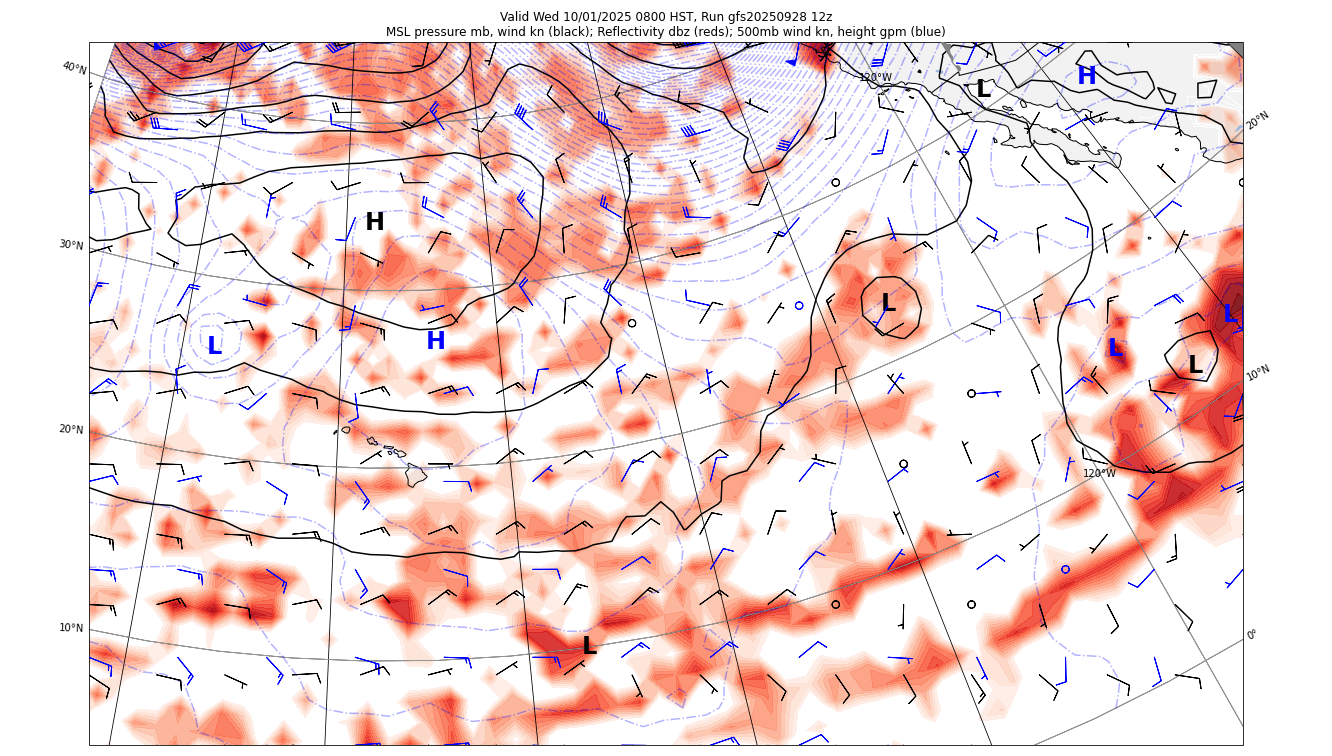 Valid Wed 10/01/2025 0800 HST, Run gfs20250928 12z
MSL pressure mb, wind kn (black); Reflectivity dbz (reds); 500mb wind kn, height gpm (blue)
40°N
120°W
L
H
20°N
H
30°N
L
L
L
H
L
L
10°N
20°N
120°W
10°N
L
0°